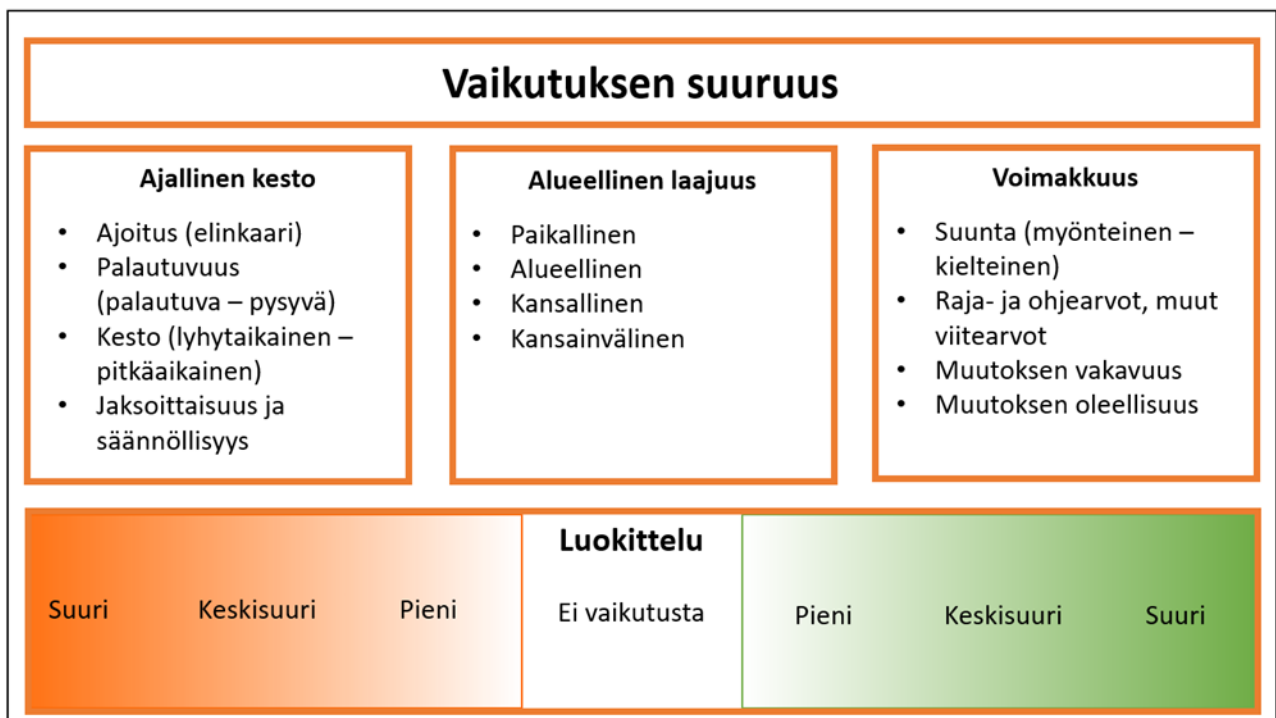 Vaikutuksen suuruus
Ajallinen kesto
• Ajoitus (elinkaari)
• Palautuvuus
(palautuva – pysyvä)
• Kesto (lyhytaikainen –
pitkäaikainen)
• Jaksoittaisuus ja
säännöllisyys
Alueellinen laajuus
• Paikallinen
• Alueellinen
• Kansallinen
• Kansainvälinen
Voimakkuus
• Suunta (myönteinen –
kielteinen)
• Raja- ja ohjearvot, muut
viitearvot
• Muutoksen vakavuus
• Muutoksen oleellisuus
Luokittelu
Suuri Keskisuuri Pieni Ei vaikutusta Pieni Keskisuuri Suuri